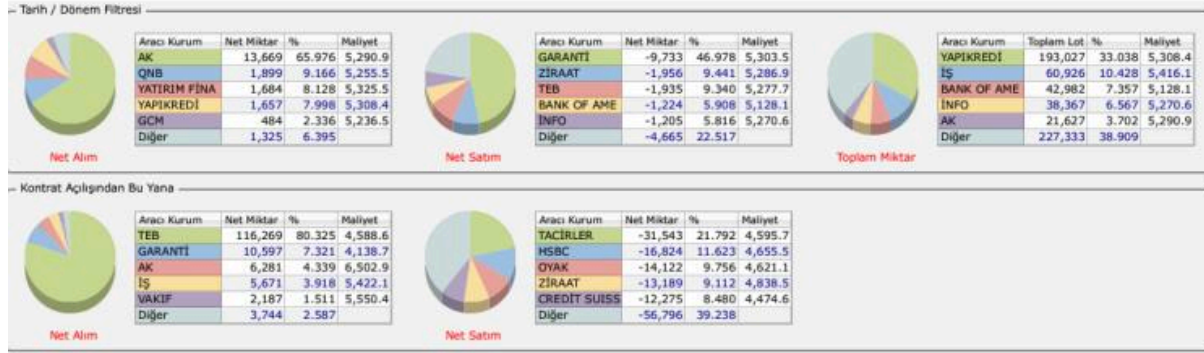 Tarih / Dönem Filtresi
Aracı Kurum Net Miktar % Maliyet
AK 13,669 65.976 5,290.9
QNB 1,899 9.166 5,255.5
YATIRIM FİNA 1,684 8.128 5,325.5
YAPIKREDİ 1,657 7.998 5,308.4
GCM 484 2.336 5,236.5
Diğer 1,325 6.395
Net Alım
Aracı Kurum Net Miktar % Maliyet
GARANTİ -9,733 46.978 5,303.5
ZİRAAT -1,956 9.441 5,286.9
TEB -1,935 9.340 5,277.7
BANK OF AME -1,224 5.908 5,128.1
İNFO -1,205 5.816 5,270.6
Diğer -4,665 22.517
Net Satım
Aracı Kurum Toplam Lot % Maliyet
YAPIKREDİ 193,027 33.038 5,308.4
İŞ 60,926 10.428 5,416.1
BANK OF AME 42,982 7.357 5,128.1
İNFO 38,367 6.567 5,270.6
AK 21,627 3.702 5,290.9
Diğer 227,333 38.909
Toplam Miktar
Kontrat Açılışından Bu Yana
Aracı Kurum Net Miktar % Maliyet
TEB 116,269 80.325 4,588.6
GARANTİ 10,597 7.321 4,138.7
AK 6,281 4.339 6,502.9
İŞ 5,671 3.918 5,422.1
VAKIF 2,187 1.511 5,550.4
Diğer 3,744 2.587
Net Alım
Aracı Kurum Net Miktar % Maliyet
TACİRLER -31,543 21.792 4,595.7
HSBC -16,824 11.623 4,655.5
OYAK -14,122 9.756 4,621.1
ZİRAAT -13,189 9.112 4,838.5
CREDİT SUISS -12,275 8.480 4,474.6
Diğer -56,796 39.238
Net Satım